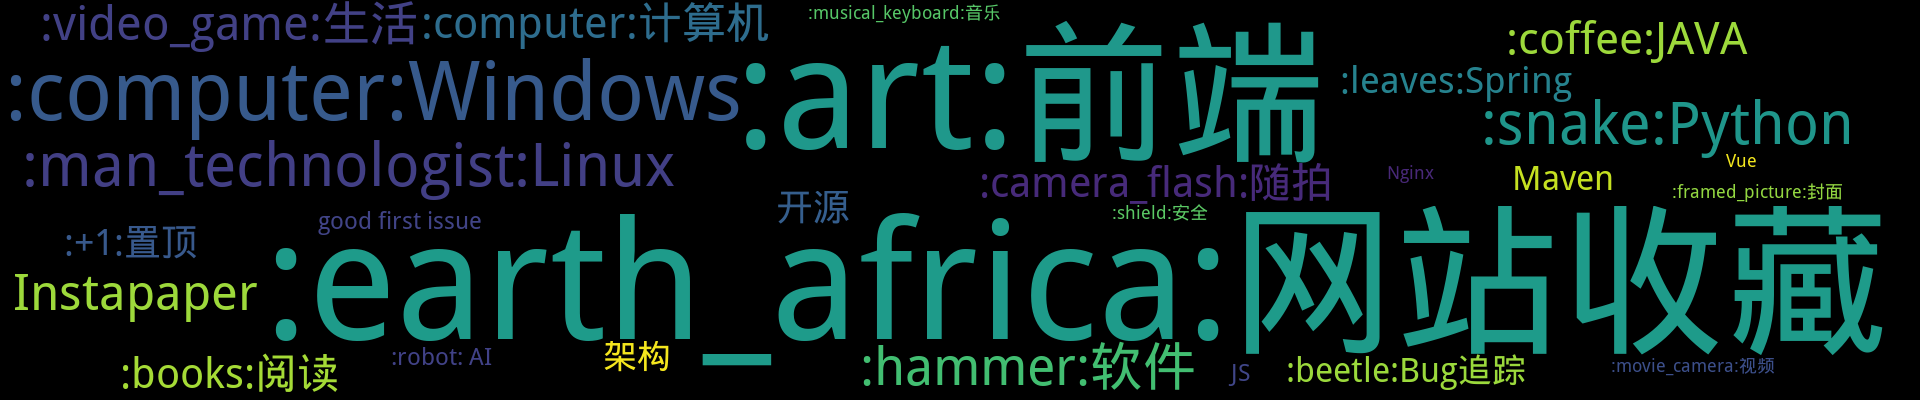 :video_game:生活
:computer:计算机
:musical_keyboard:音乐
:art:前端
:coffee:JAVA
:computer:Windows
:leaves:Spring
:snake:Python
:man_technologist:Linux
:camera_flash:随拍
Nginx
Vue
Maven
:framed_picture:封面
开源
:shield:安全
good first issue
:+1:置顶
:earth_africa:网站收藏
Instapaper
:books:阅读
:robot: AI
架构
:hammer:软件
JS
:beetle:Bug追踪
:movie_camera:视频